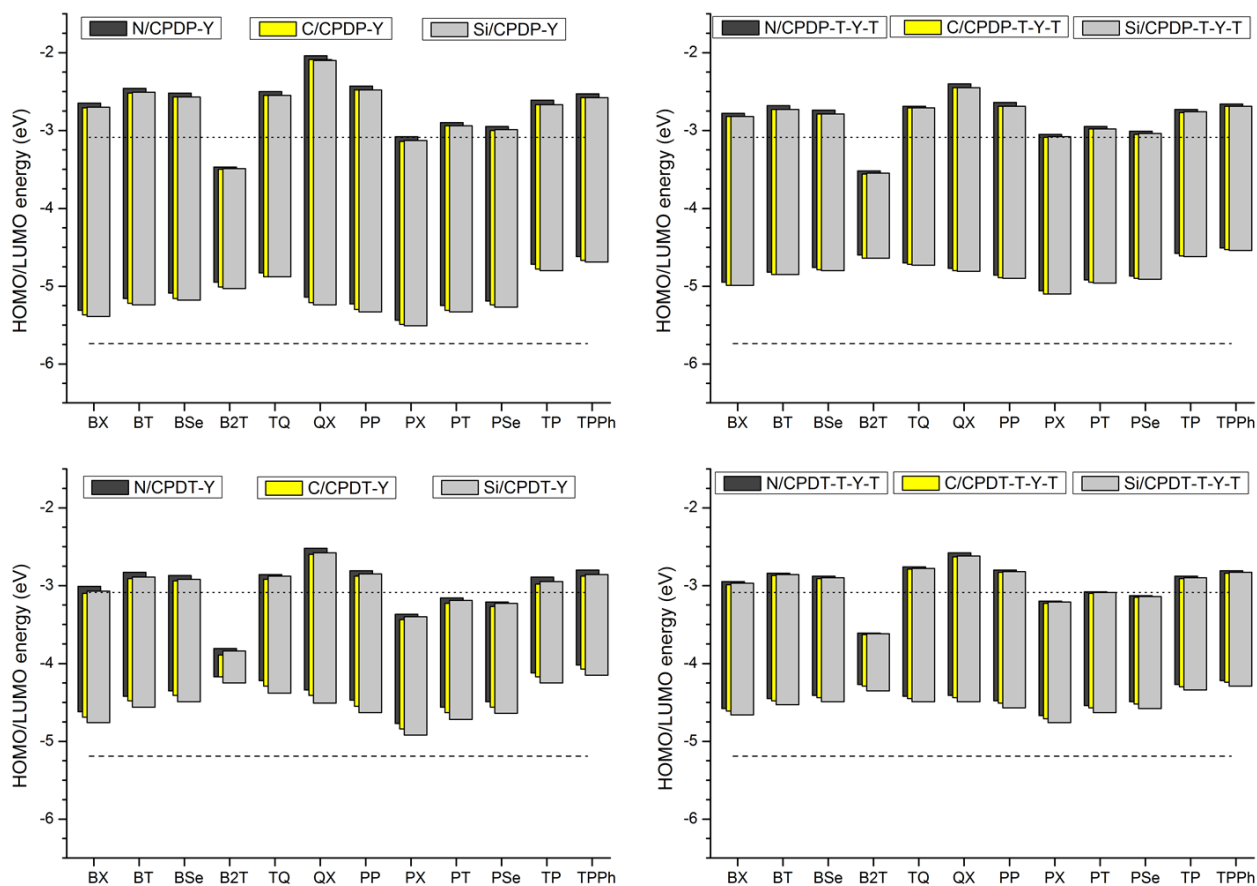 N/CPDP-Y C/CPDP-Y Si/CPDP-Y
HOMO/LUMO energy (eV)
-2
-3
-4
-5
-6
BX BT BSe B2T TQ QX PP PX PT PSe TP TPPh
N/CPDP-T-Y-T C/CPDP-T-Y-T Si/CPDP-T-Y-T
HOMO/LUMO energy (eV)
-2
-3
-4
-5
-6
BX BT BSe B2T TQ QX PP PX PT PSe TP TPPh
N/CPDT-Y C/CPDT-Y Si/CPDT-Y
HOMO/LUMO energy (eV)
-2
-3
-4
-5
-6
BX BT BSe B2T TQ QX PP PX PT PSe TP TPPh
N/CPDT-T-Y-T C/CPDT-T-Y-T Si/CPDT-T-Y-T
HOMO/LUMO energy (eV)
-2
-3
-4
-5
-6
BX BT BSe B2T TQ QX PP PX PT PSe TP TPPh